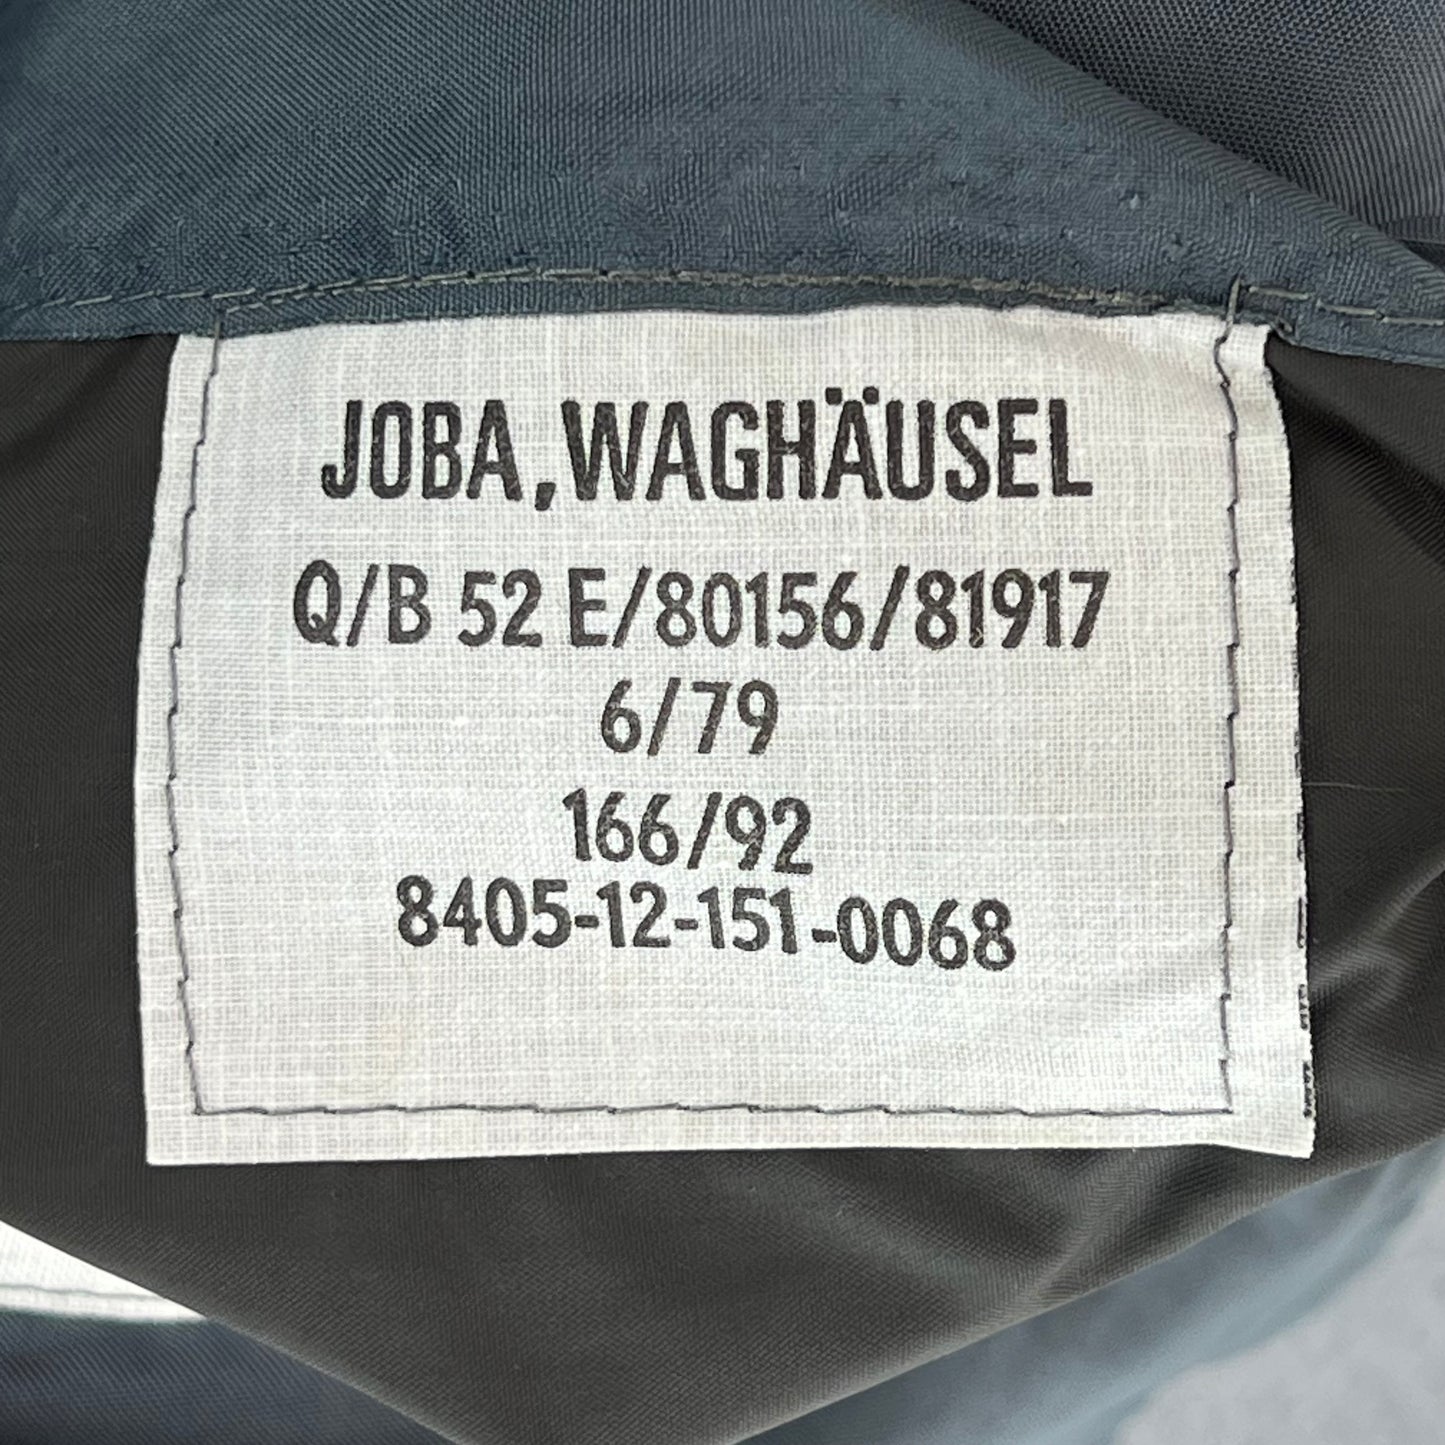 JOBA, WAGHÄUSEL
Q/B 52 E/80156/81917
6/79
166/92
8405-12-151-0068